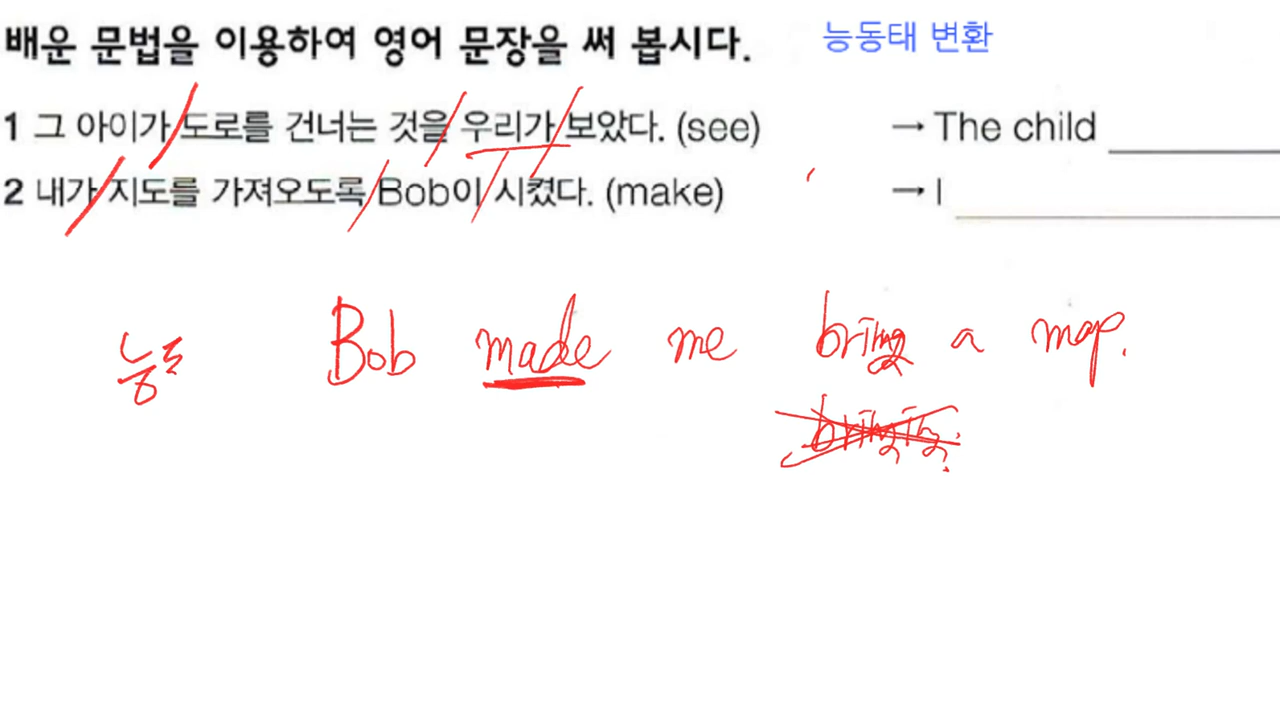 배운 문법을 이용하여 영어 문장을 써 봅시다. 능동태 변환
1 그 아이가 도로를 건너는 것을 우리가 보았다. (see) → The child
2 내가 지도를 가져오도록 Bob이 시켰다. (make) → I
능동 Bob made me bring a map.
bringing.